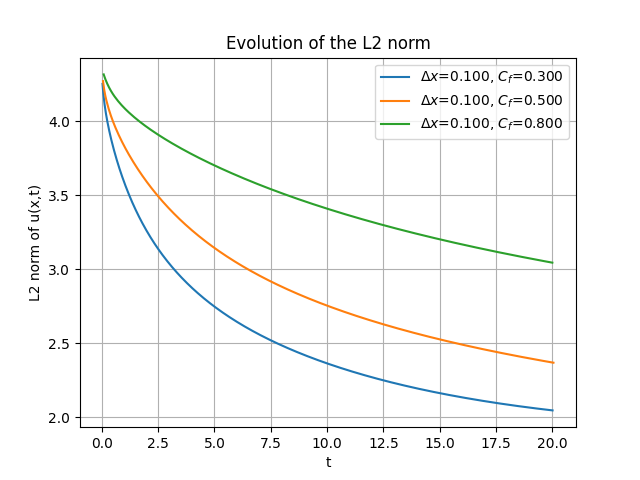 Evolution of the L2 norm
Δx=0.100, C_f=0.300
Δx=0.100, C_f=0.500
Δx=0.100, C_f=0.800
L2 norm of u(x,t)
4.0
3.5
3.0
2.5
2.0
0.0 2.5 5.0 7.5 10.0 12.5 15.0 17.5 20.0
t